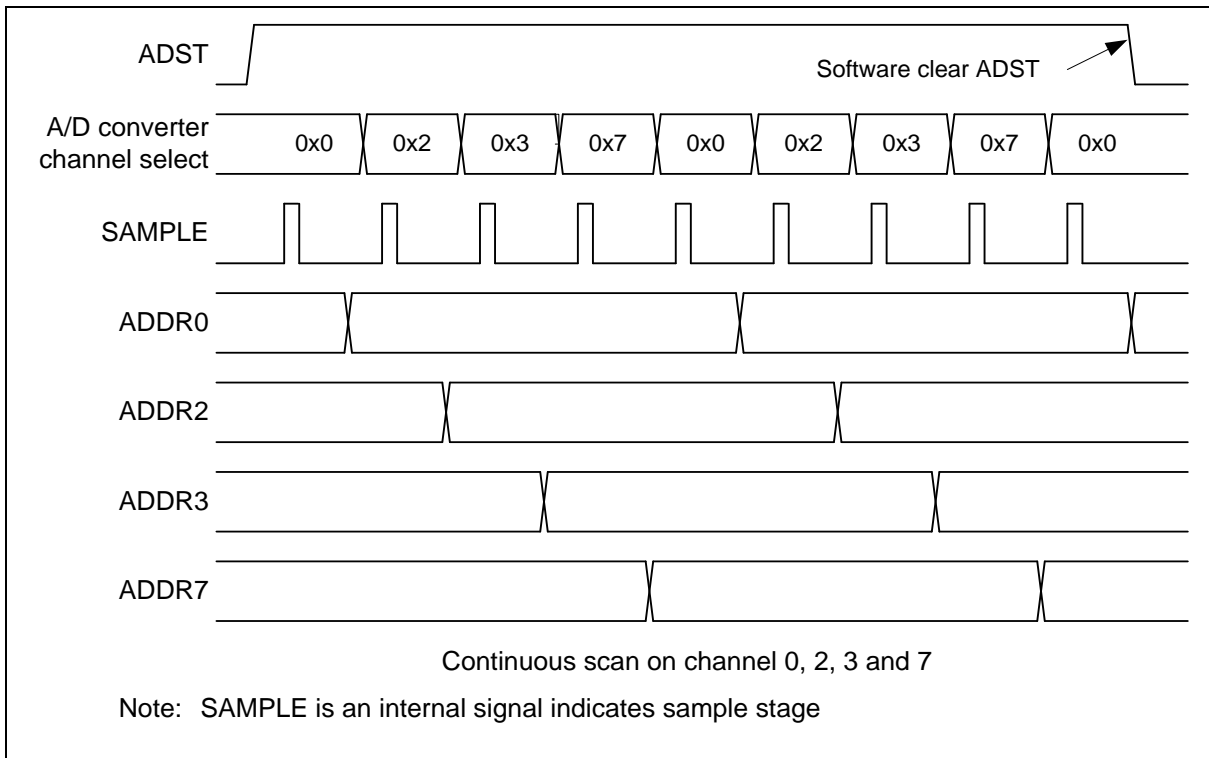 ADST
Software clear ADST
A/D converter
channel select
0x0 0x2 0x3 0x7 0x0 0x2 0x3 0x7 0x0
SAMPLE
ADDR0
ADDR2
ADDR3
ADDR7
Continuous scan on channel 0, 2, 3 and 7
Note: SAMPLE is an internal signal indicates sample stage